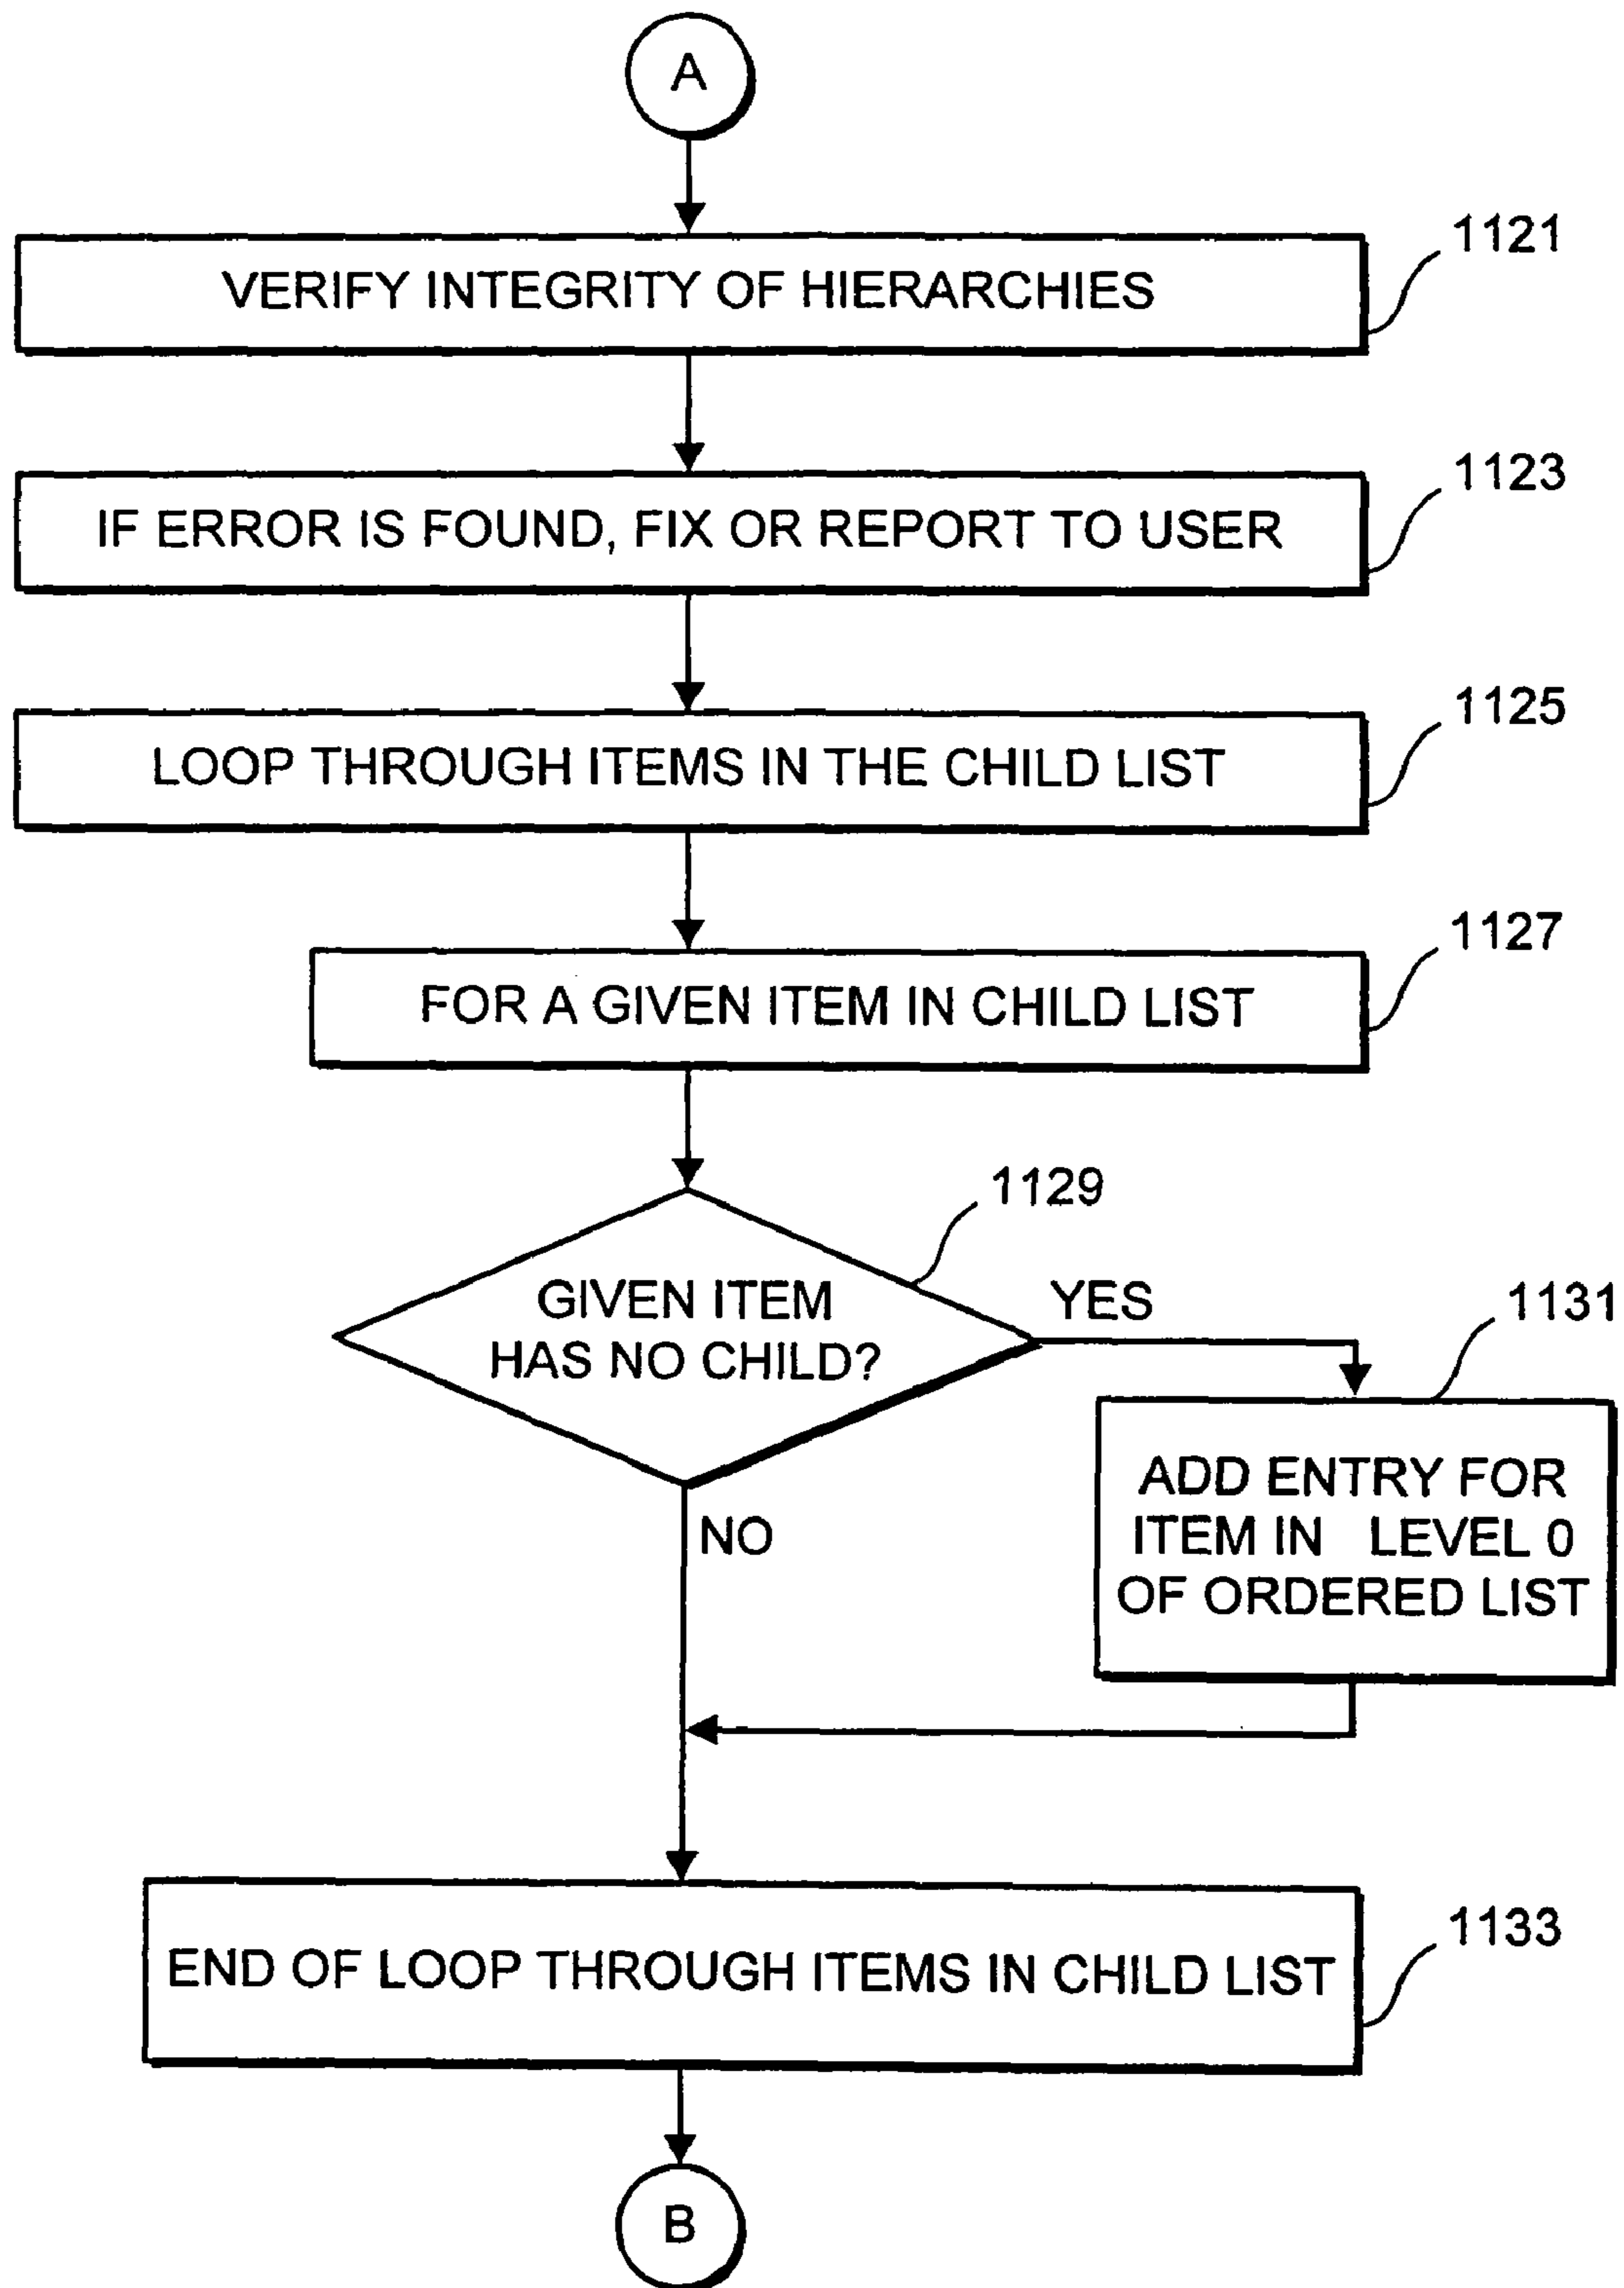 A
1121
VERIFY INTEGRITY OF HIERARCHIES
1123
IF ERROR IS FOUND, FIX OR REPORT TO USER
1125
LOOP THROUGH ITEMS IN THE CHILD LIST
1127
FOR A GIVEN ITEM IN CHILD LIST
1129
GIVEN ITEM
HAS NO CHILD?
YES
1131
ADD ENTRY FOR
ITEM IN LEVEL 0
OF ORDERED LIST
NO
1133
END OF LOOP THROUGH ITEMS IN CHILD LIST
B